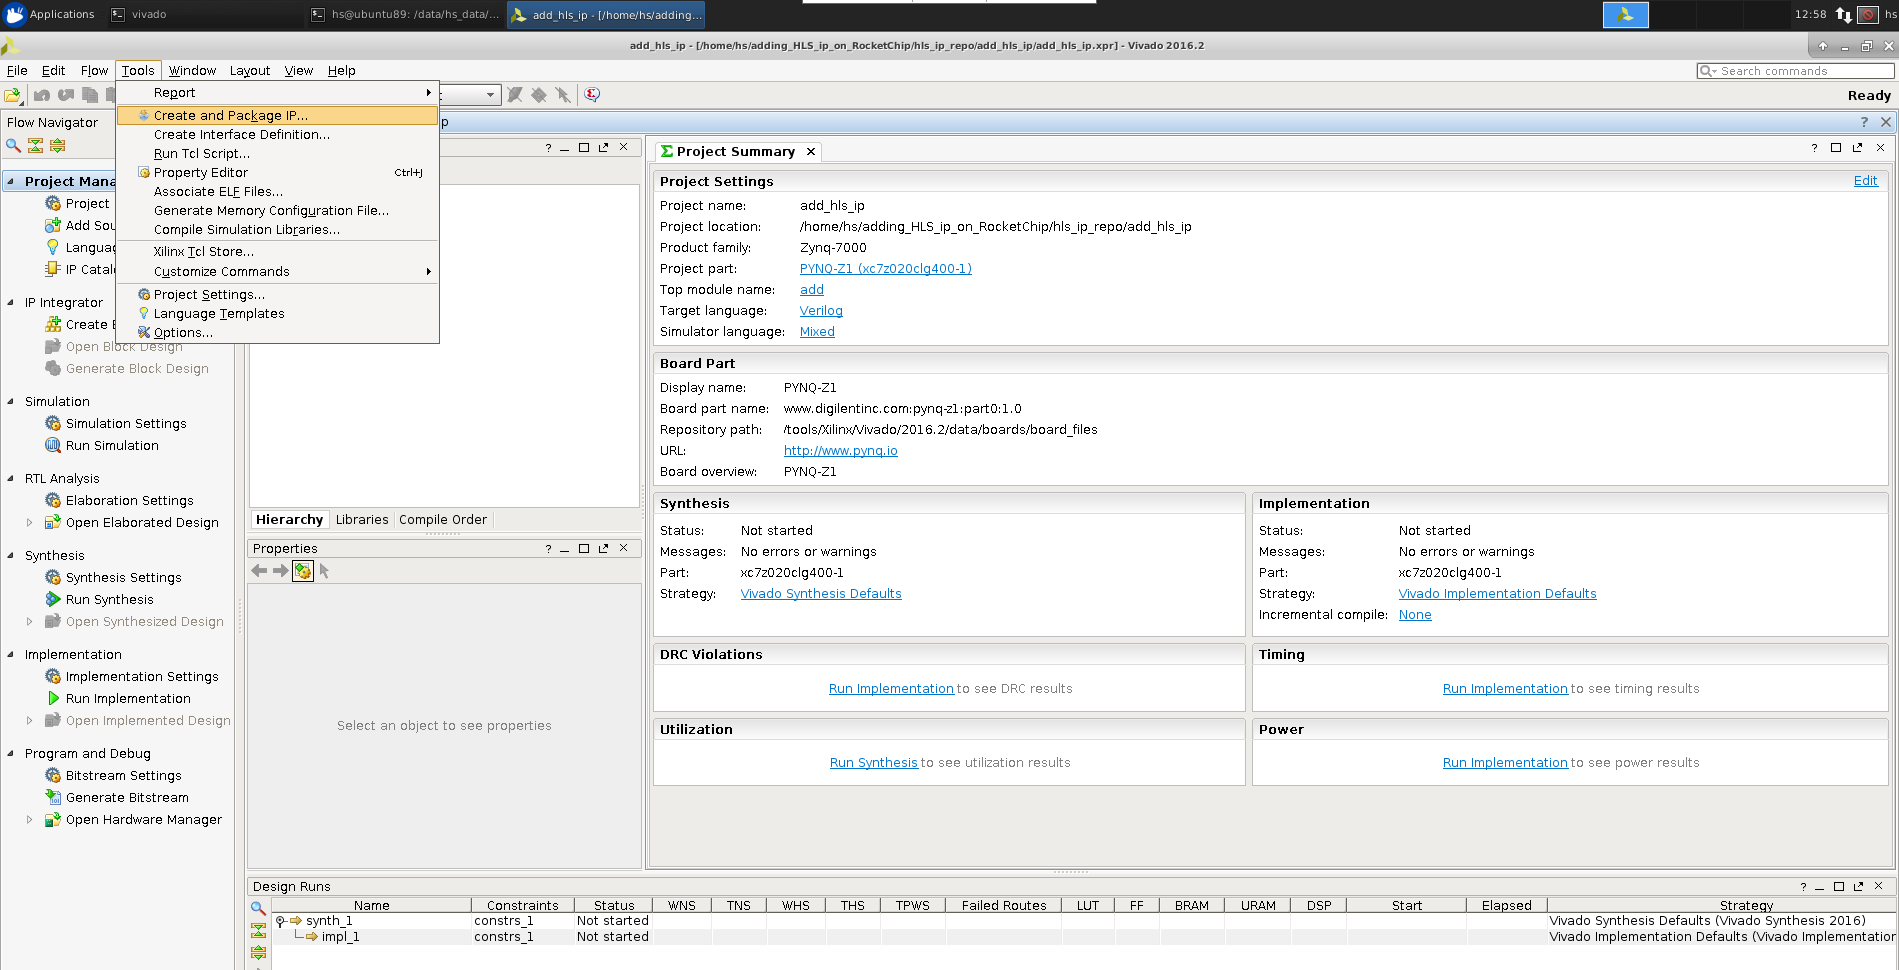 Applications
vivado
hs@ubuntu89: /data/hs_data/...
add_hls_ip - [/home/hs/adding...
12:58
hs
add_hls_ip - [/home/hs/adding_HLS_ip_on_RocketChip/hls_ip_repo/add_hls_ip/add_hls_ip.xpr] - Vivado 2016.2
File Edit Flow Tools Window Layout View Help
Search commands
Ready
Report
Create and Package IP...
Create Interface Definition...
Run Tcl Script...
Property Editor Ctrl+J
Associate ELF Files...
Generate Memory Configuration File...
Compile Simulation Libraries...
Xilinx Tcl Store...
Customize Commands
Project Settings...
Language Templates
Options...
Flow Navigator
Project Mana
Project
Add Sou
Languag
IP Catal
IP Integrator
Create B
Open Block Design
Generate Block Design
Simulation
Simulation Settings
Run Simulation
RTL Analysis
Elaboration Settings
Open Elaborated Design
Synthesis
Synthesis Settings
Run Synthesis
Open Synthesized Design
Implementation
Implementation Settings
Run Implementation
Open Implemented Design
Program and Debug
Bitstream Settings
Generate Bitstream
Open Hardware Manager
p
Hierarchy Libraries Compile Order
Properties
Select an object to see properties
Project Summary
Project Settings
Edit
Project name: add_hls_ip
Project location: /home/hs/adding_HLS_ip_on_RocketChip/hls_ip_repo/add_hls_ip
Product family: Zynq-7000
Project part: PYNQ-Z1 (xc7z020clg400-1)
Top module name: add
Target language: Verilog
Simulator language: Mixed
Board Part
Display name: PYNQ-Z1
Board part name: www.digilentinc.com:pynq-z1:part0:1.0
Repository path: /tools/Xilinx/Vivado/2016.2/data/boards/board_files
URL: http://www.pynq.io
Board overview: PYNQ-Z1
Synthesis
Status: Not started
Messages: No errors or warnings
Part: xc7z020clg400-1
Strategy: Vivado Synthesis Defaults
Implementation
Status: Not started
Messages: No errors or warnings
Part: xc7z020clg400-1
Strategy: Vivado Implementation Defaults
Incremental compile: None
DRC Violations
Run Implementation to see DRC results
Timing
Run Implementation to see timing results
Utilization
Run Synthesis to see utilization results
Power
Run Implementation to see power results
Design Runs
Name Constraints Status WNS TNS WHS THS TPWS Failed Routes LUT FF BRAM URAM DSP Start Elapsed Strategy
synth_1 constrs_1 Not started Vivado Synthesis Defaults (Vivado Synthesis 2016)
impl_1 constrs_1 Not started Vivado Implementation Defaults (Vivado Implementation